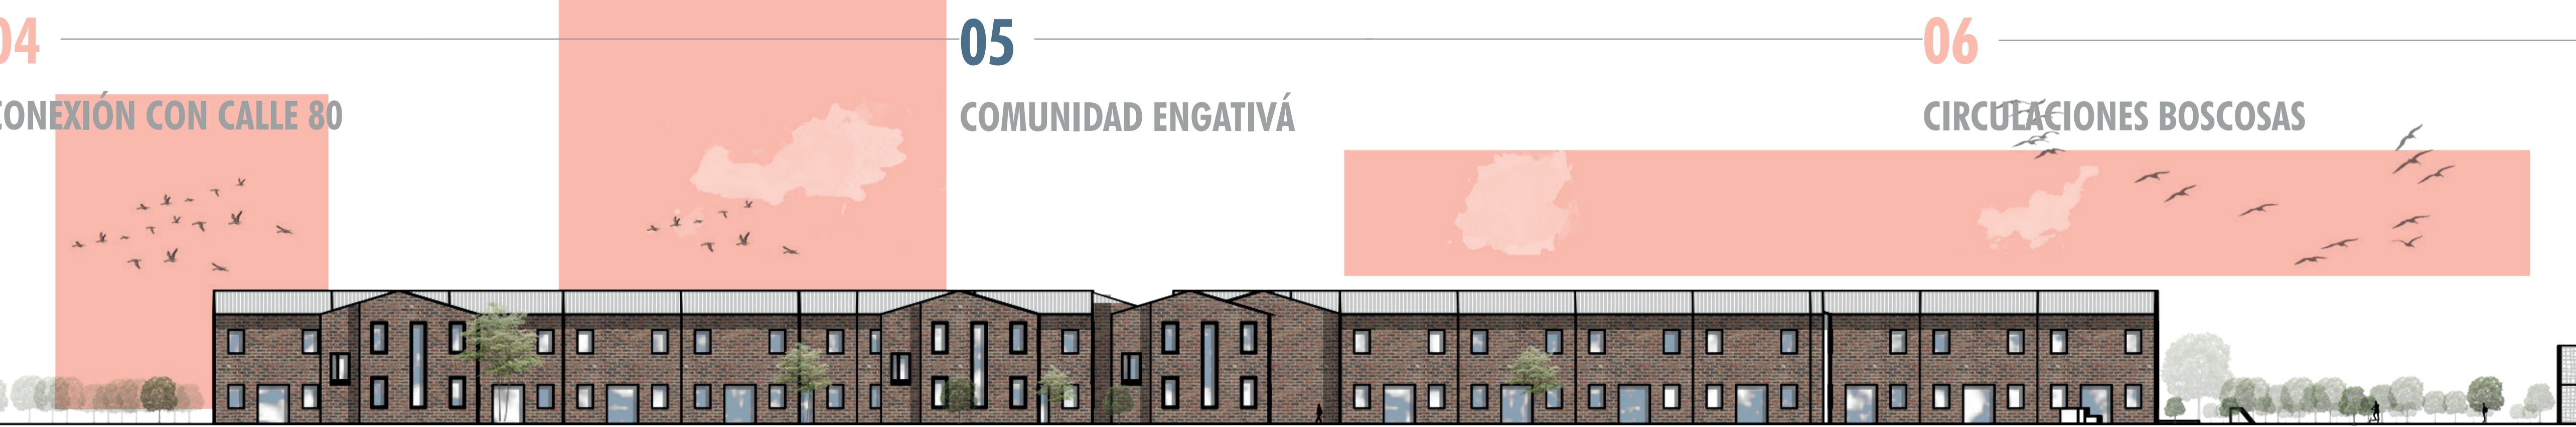 04
CONEXIÓN CON CALLE 80
05
COMUNIDAD ENGATIVÁ
06
CIRCULACIONES BOSCOSAS